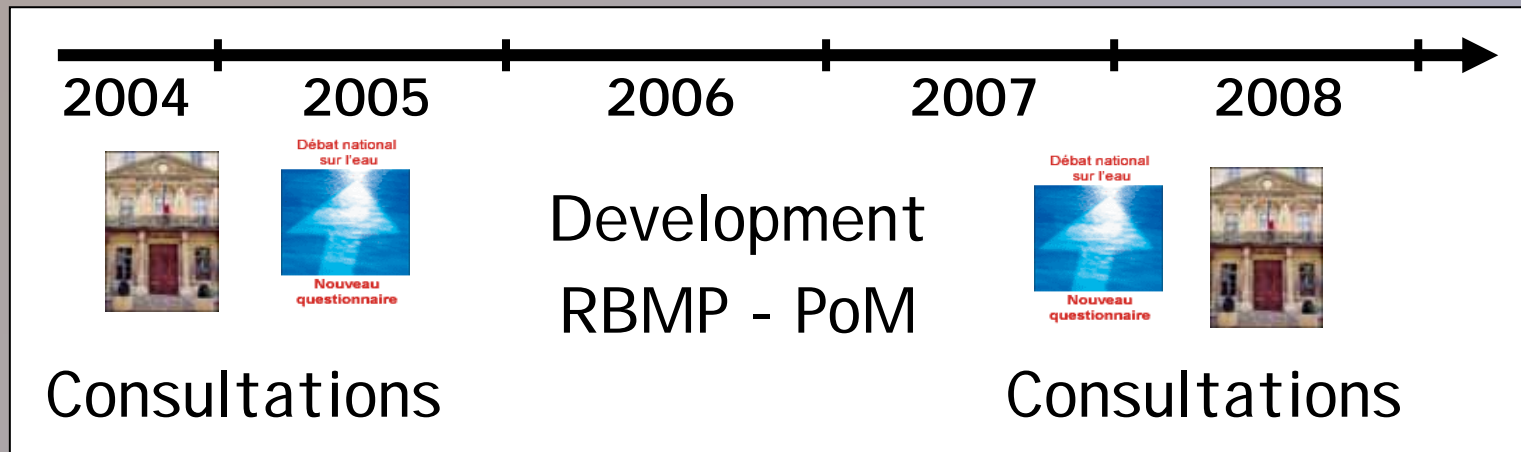 2004 2005 2006 2007 2008
Débat national
sur l'eau
Nouveau
questionnaire
Development
RBMP - PoM
Débat national
sur l'eau
Nouveau
questionnaire
Consultations Consultations